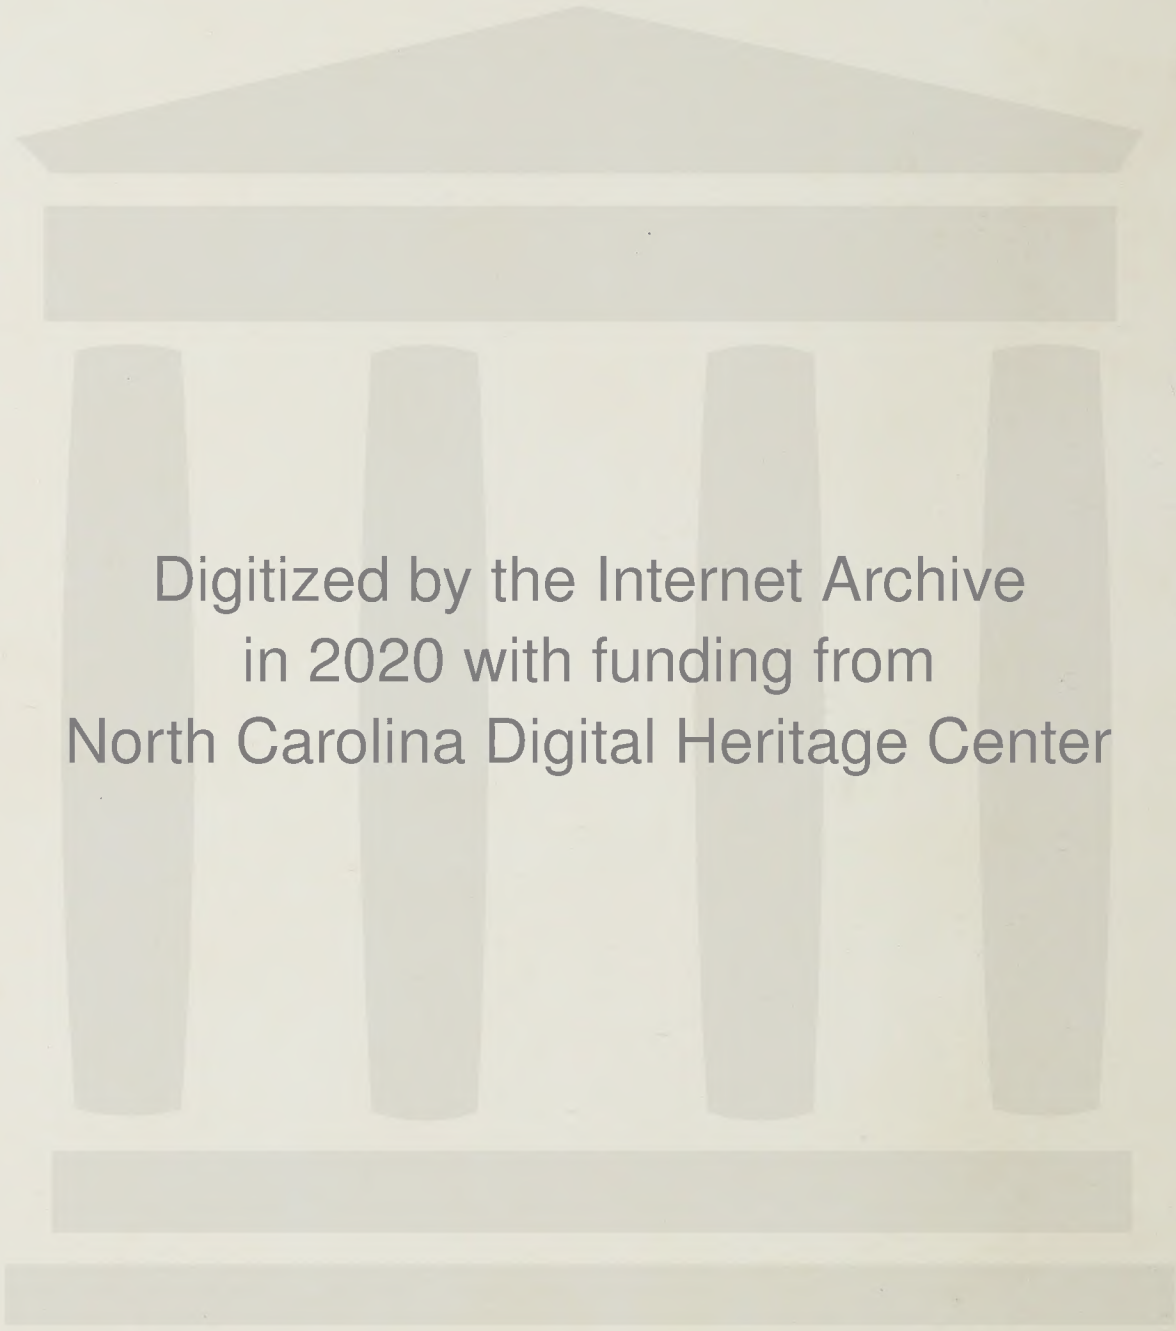 Digitized by the Internet Archive
in 2020 with funding from
North Carolina Digital Heritage Center